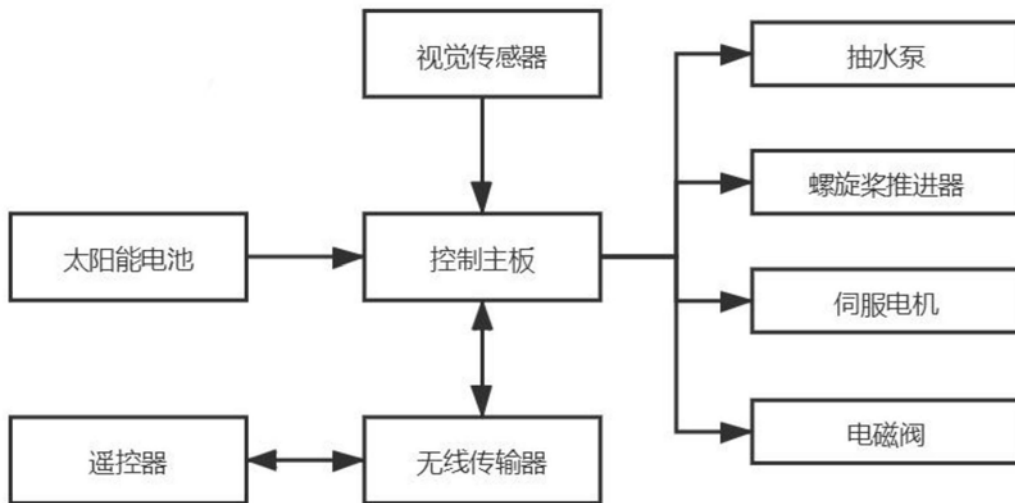 视觉传感器
抽水泵
螺旋桨推进器
太阳能电池
控制主板
伺服电机
遥控器
无线传输器
电磁阀